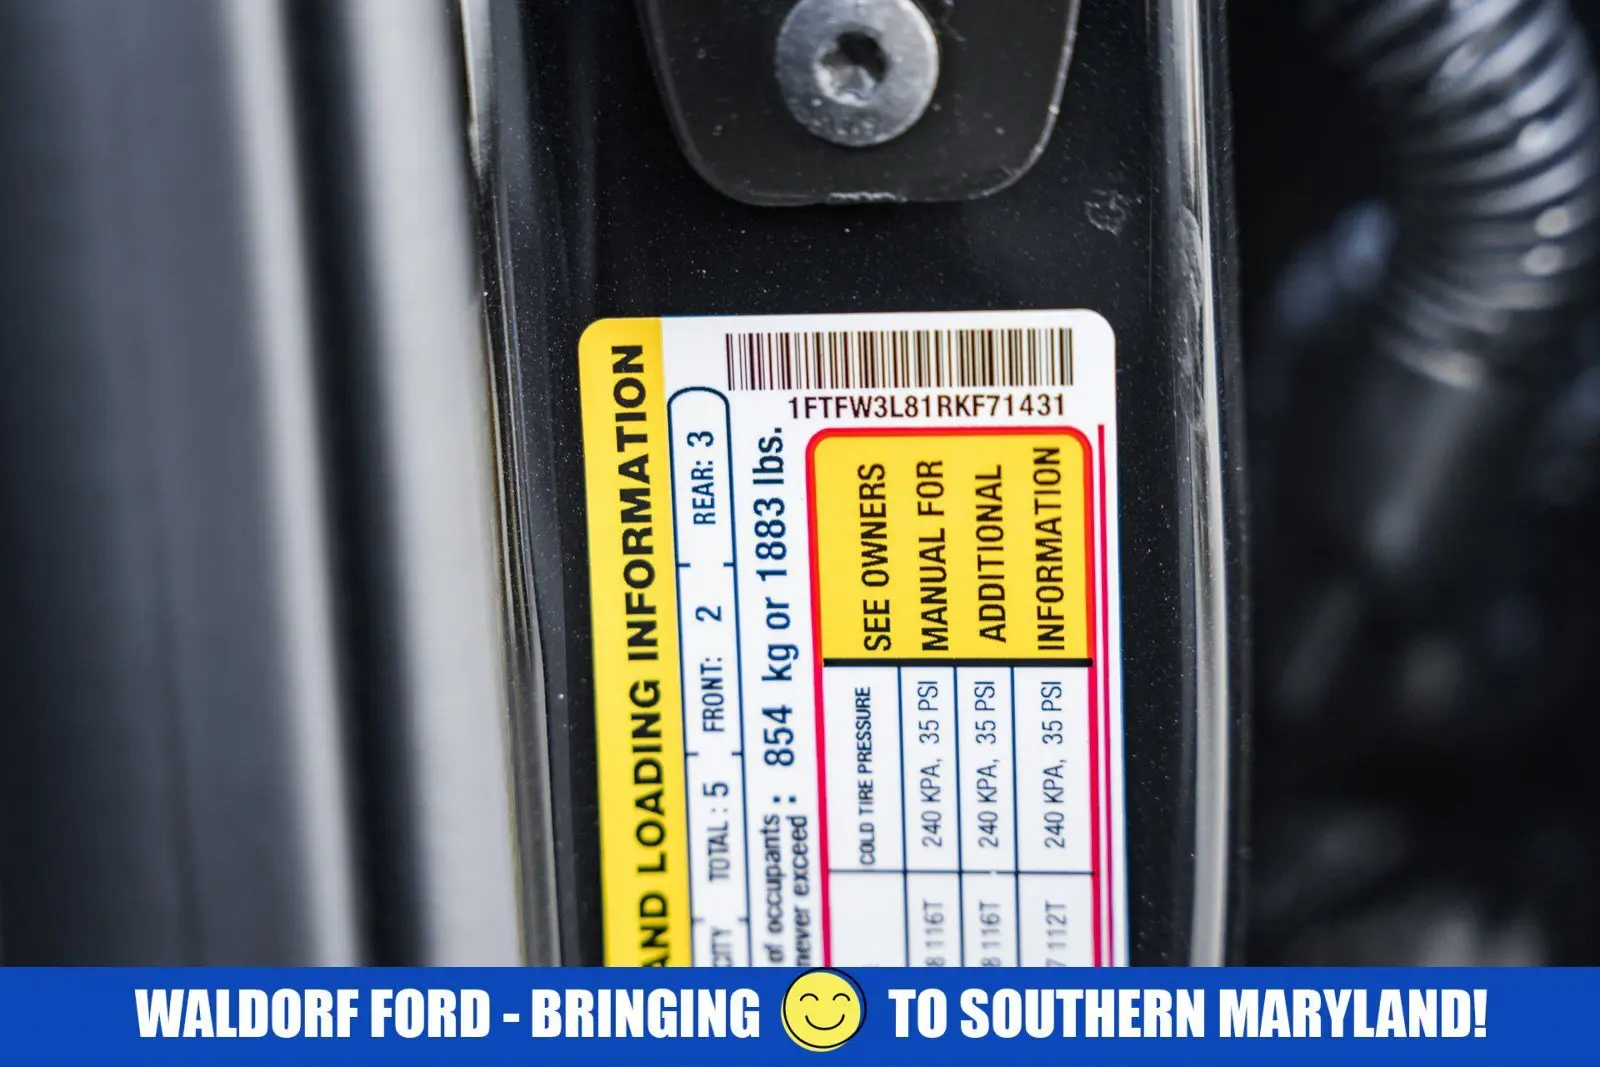 1FTFW3L81RKF71431
AND LOADING INFORMATION
TOTAL : 5 FRONT: 2 REAR: 3
of occupants
never exceed : 854 kg or 1883 lbs.
COLD TIRE PRESSURE
SEE OWNERS
MANUAL FOR
ADDITIONAL
INFORMATION
116T 240 KPA, 35 PSI
116T 240 KPA, 35 PSI
112T 240 KPA, 35 PSI
WALDORF FORD - BRINGING TO SOUTHERN MARYLAND!